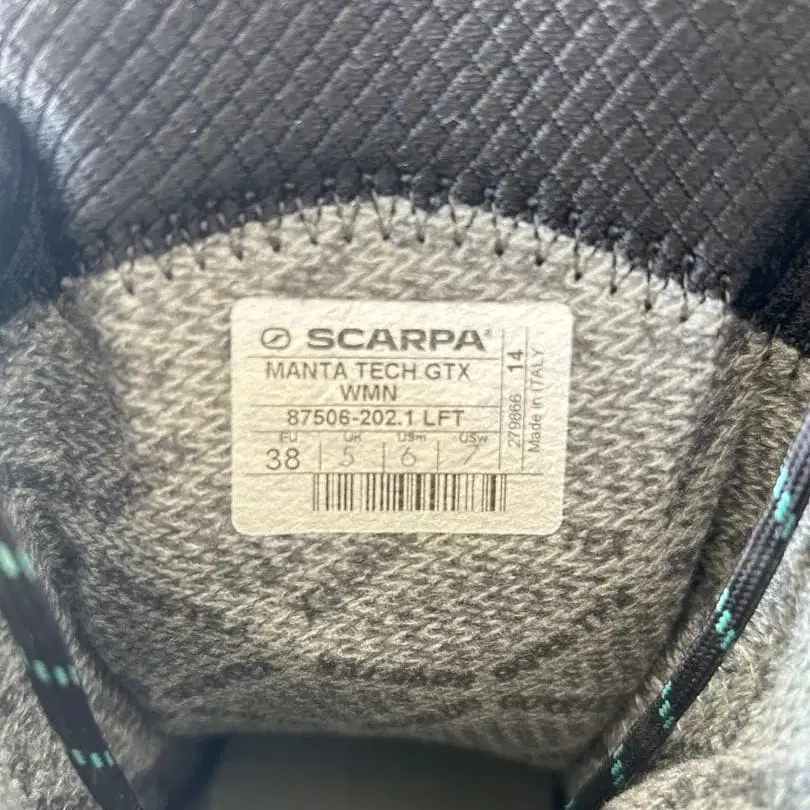 SCARPA
MANTA TECH GTX
WMN
87506-202.1 LFT
EU UK USm USw
38 5 6 7
279866 14
Made in ITALY